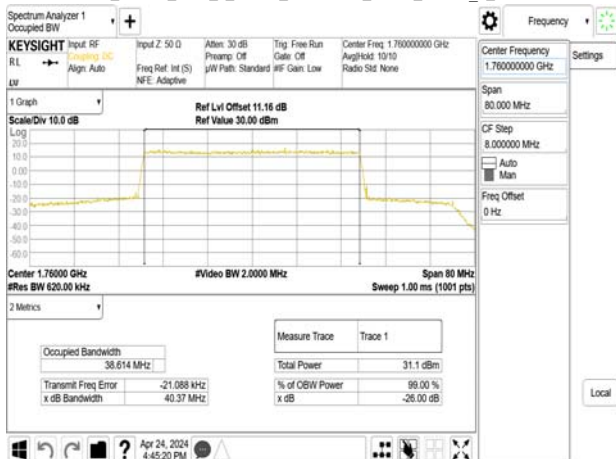 Spectrum Analyzer 1
Occupied BW
Frequency
KEYSIGHT
RL
Input: RF
Coupling: DC
Align: Auto
Input Z: 50 Ω
Freq Ref: Int (S)
NFE: Adaptive
Atten: 30 dB
Preamp: Off
µW Path: Standard
Trig: Free Run
Gate: Off
#IF Gain: Low
Center Freq: 1.760000000 GHz
Avg|Hold: 10/10
Radio Std: None
Center Frequency
1.760000000 GHz
Settings
Span
80.000 MHz
CF Step
8.000000 MHz
Auto
Man
Freq Offset
0 Hz
Local
1 Graph
Scale/Div 10.0 dB
Ref Lvl Offset 11.16 dB
Ref Value 30.00 dBm
Log
20.0
10.0
0.00
-10.0
-20.0
-30.0
-40.0
-50.0
-60.0
Center 1.76000 GHz
#Res BW 620.00 kHz
#Video BW 2.0000 MHz
Span 80 MHz
Sweep 1.00 ms (1001 pts)
2 Metrics
Measure Trace Trace 1
Occupied Bandwidth
38.614 MHz
Total Power 31.1 dBm
Transmit Freq Error -21.088 kHz
% of OBW Power 99.00 %
x dB Bandwidth 40.37 MHz
x dB -26.00 dB
?
Apr 24, 2024
4:45:20 PM